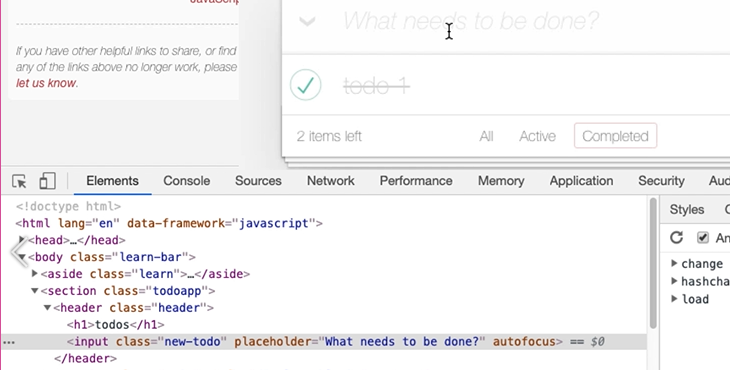 JavaScrip
If you have other helpful links to share, or find
any of the links above no longer work, please
let us know.
What needs to be done?
todo 1
2 items left
All
Active
Completed
Elements
Console
Sources
Network
Performance
Memory
Application
Security
Aud
<!doctype html>
<html lang="en" data-framework="javascript">
<head>…</head>
<body class="learn-bar">
<aside class="learn">…</aside>
<section class="todoapp">
<header class="header">
<h1>todos</h1>
... <input class="new-todo" placeholder="What needs to be done?" autofocus> == $0
</header>
Styles
C
An
change
hashcha
load